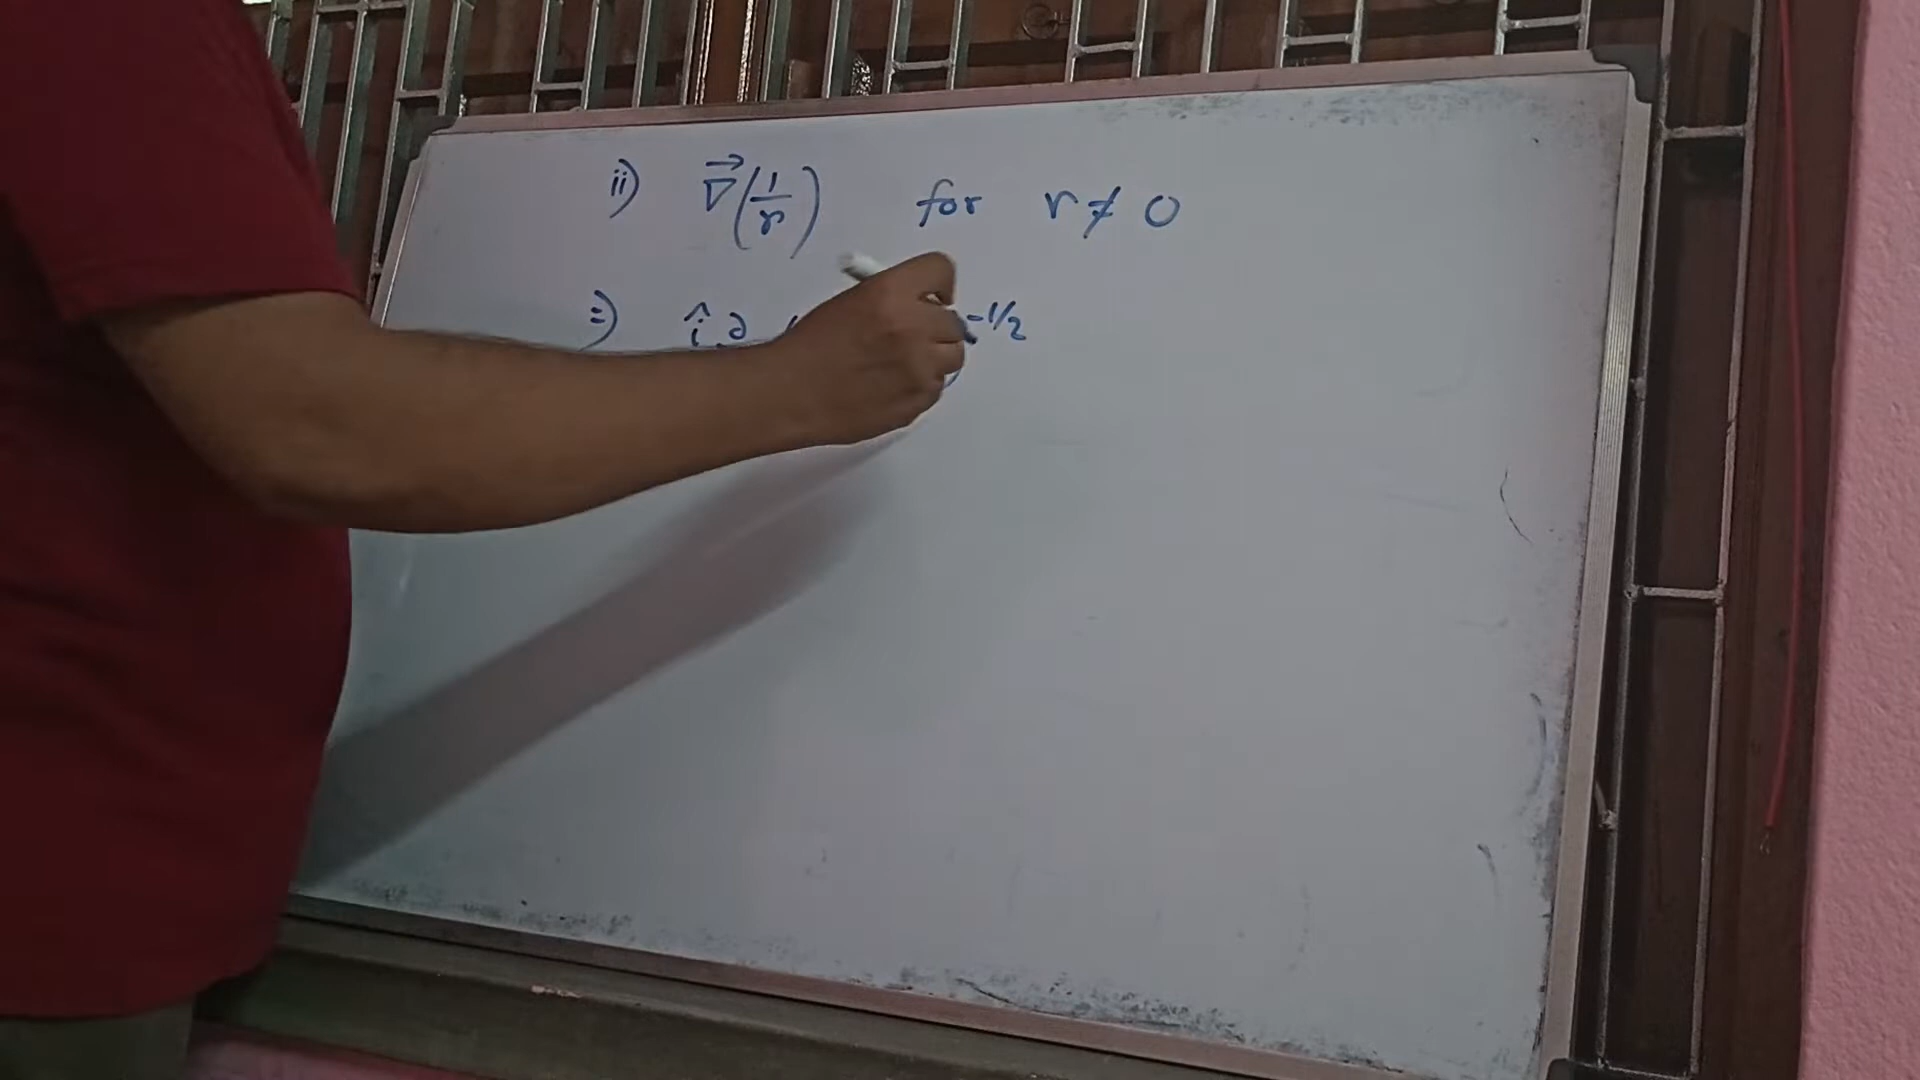 ii) ∇⃗(1/r) for r ≠ 0
=) î ∂ ( )^-1/2